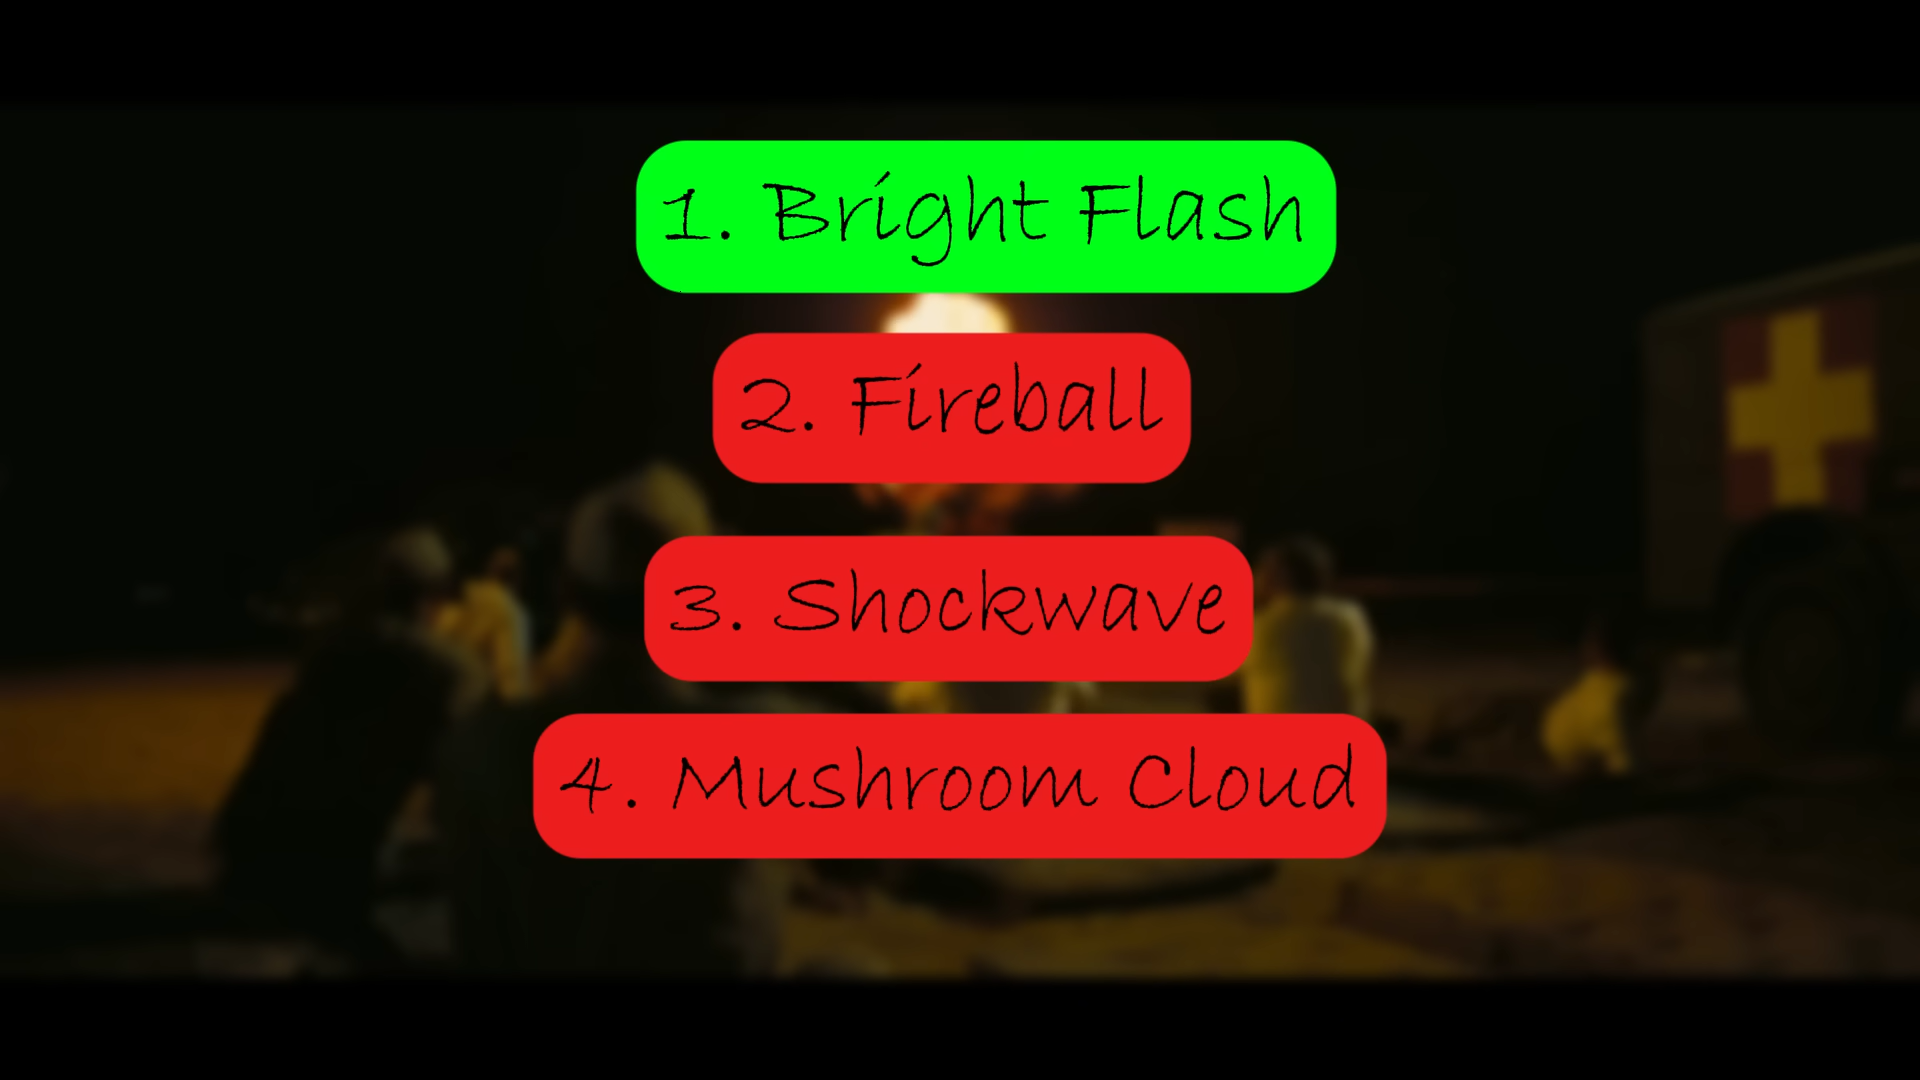 1. Bright Flash
2. Fireball
3. Shockwave
4. Mushroom Cloud